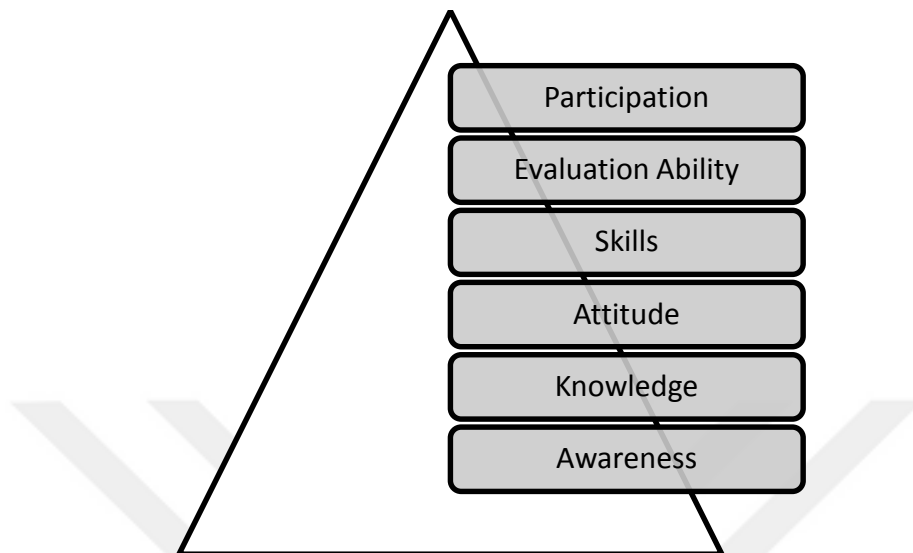 Participation
Evaluation Ability
Skills
Attitude
Knowledge
Awareness